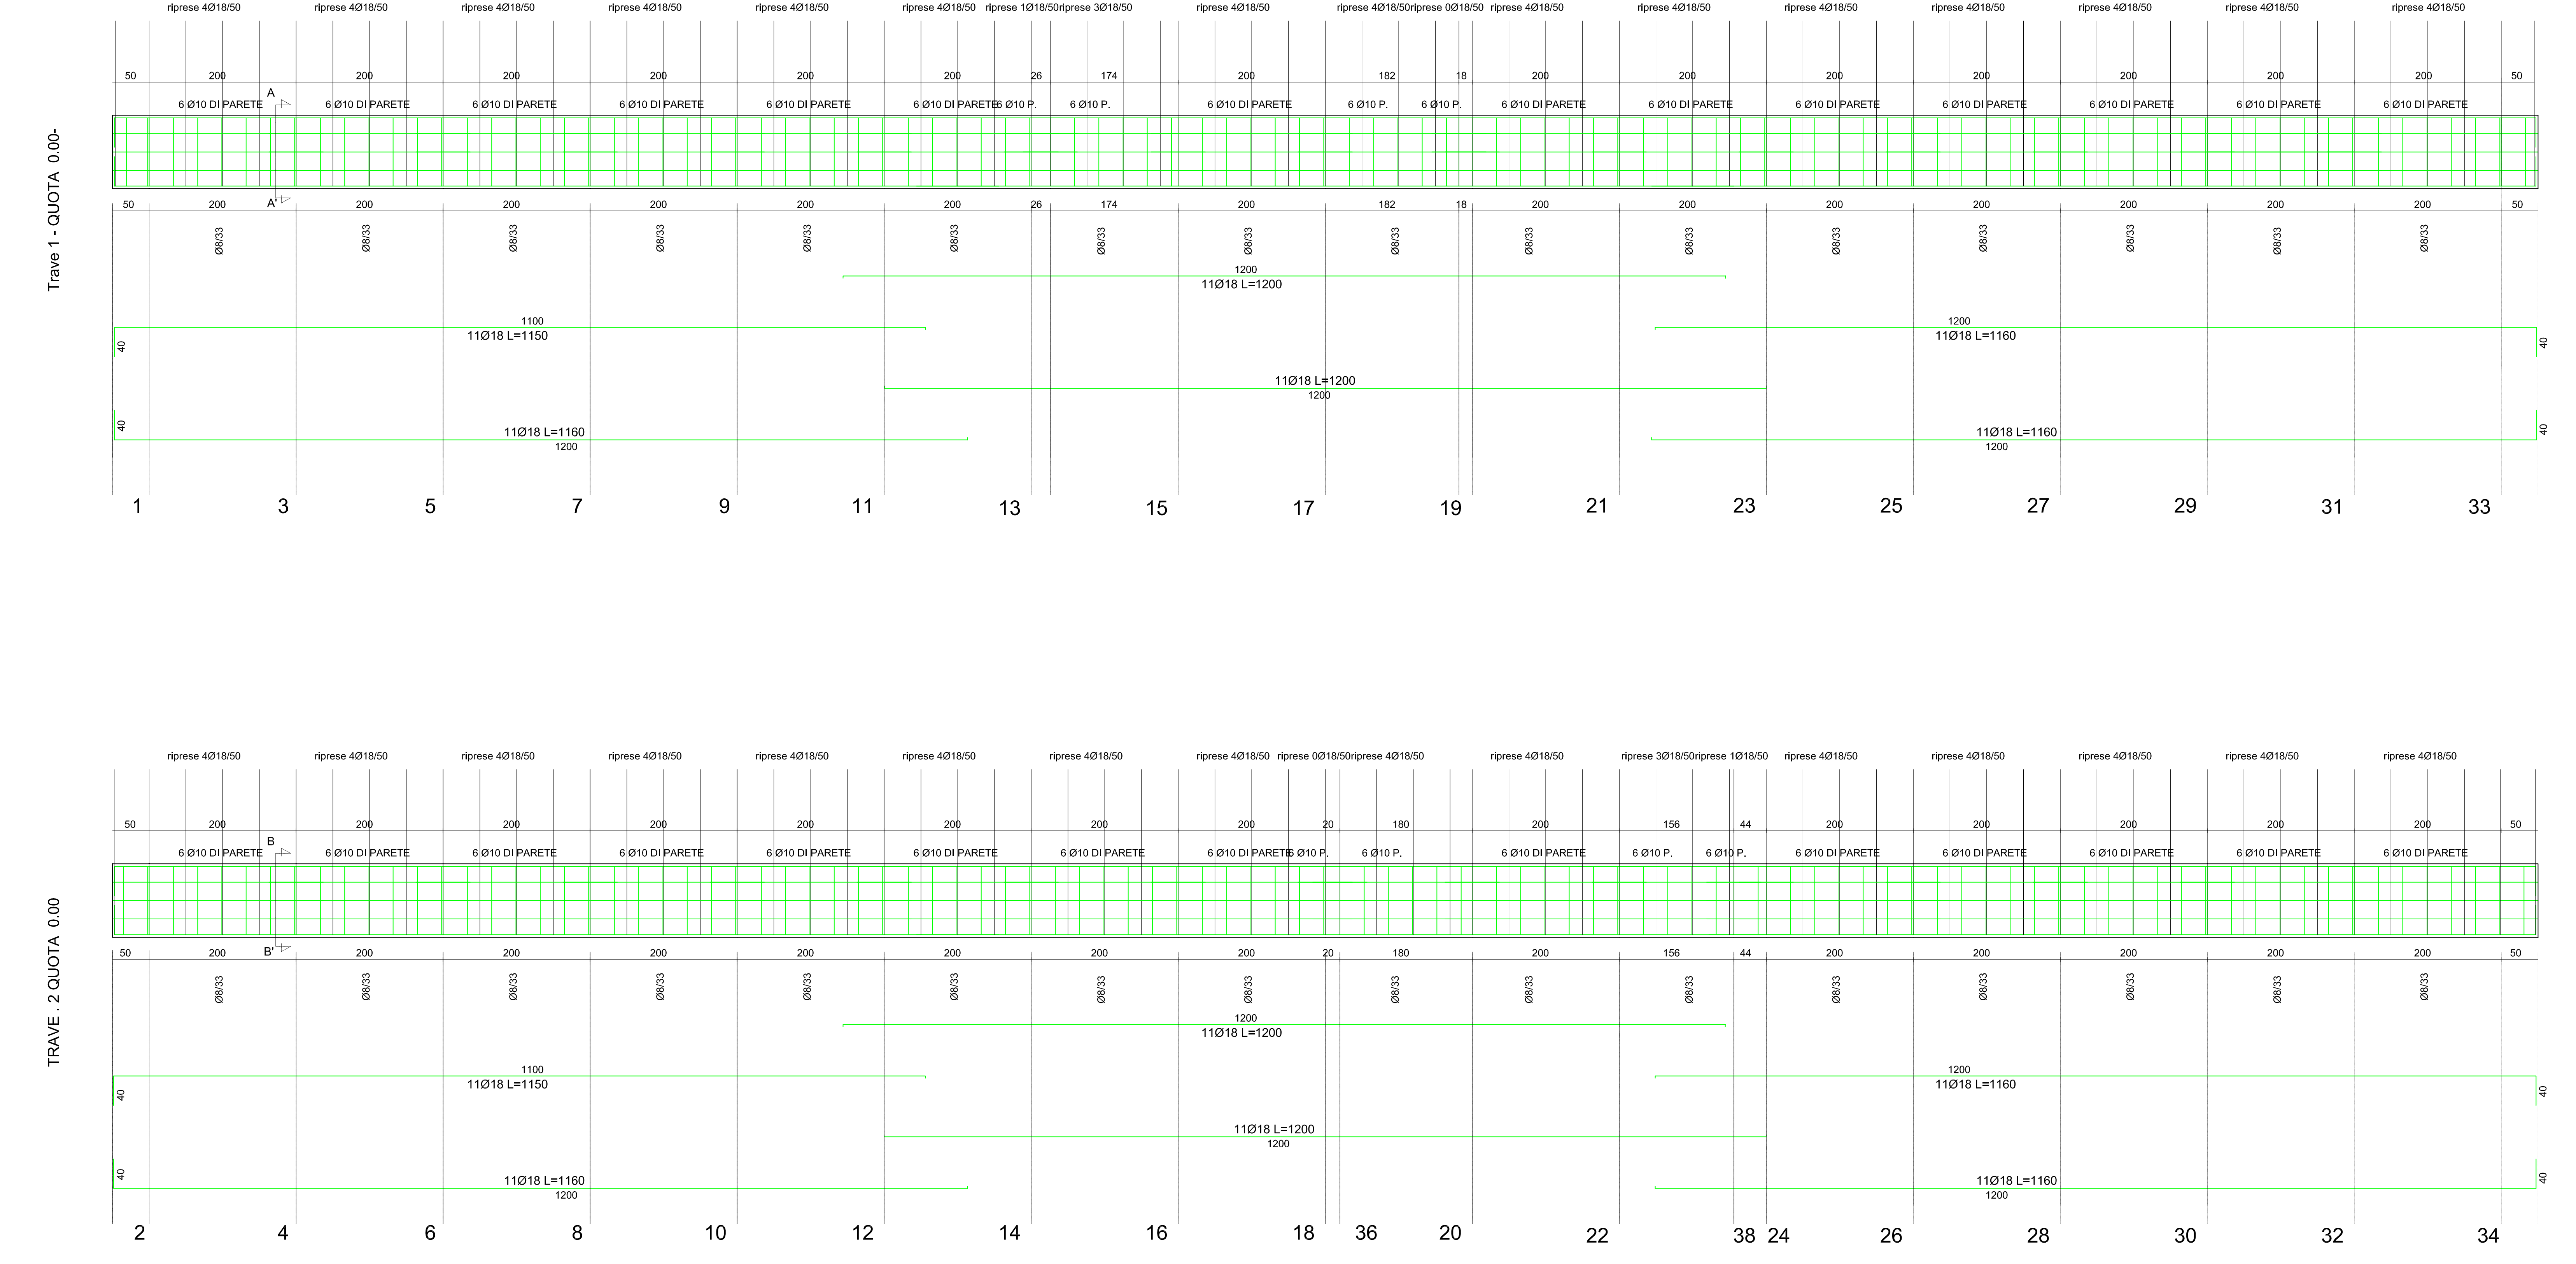 riprese 4Ø18/50 riprese 4Ø18/50 riprese 4Ø18/50 riprese 4Ø18/50 riprese 4Ø18/50 riprese 4Ø18/50 riprese 1Ø18/50 riprese 3Ø18/50 riprese 4Ø18/50 riprese 4Ø18/50 riprese 0Ø18/50 riprese 4Ø18/50 riprese 4Ø18/50 riprese 4Ø18/50 riprese 4Ø18/50 riprese 4Ø18/50 riprese 4Ø18/50 riprese 4Ø18/50
50 200 200 200 200 200 200 26 174 200 182 18 200 200 200 200 200 200 200 50
A
6 Ø10 DI PARETE 6 Ø10 DI PARETE 6 Ø10 DI PARETE 6 Ø10 DI PARETE 6 Ø10 DI PARETE 6 Ø10 DI PARETE 6 Ø10 P. 6 Ø10 P. 6 Ø10 DI PARETE 6 Ø10 P. 6 Ø10 P. 6 Ø10 DI PARETE 6 Ø10 DI PARETE 6 Ø10 DI PARETE 6 Ø10 DI PARETE 6 Ø10 DI PARETE 6 Ø10 DI PARETE 6 Ø10 DI PARETE
Trave 1 - QUOTA 0.00-
A'
50 200 200 200 200 200 200 26 174 200 182 18 200 200 200 200 200 200 200 50
Ø8/33 Ø8/33 Ø8/33 Ø8/33 Ø8/33 Ø8/33 Ø8/33 Ø8/33 Ø8/33 Ø8/33 Ø8/33 Ø8/33 Ø8/33 Ø8/33 Ø8/33 Ø8/33
1200
11Ø18 L=1200
1100 1200
11Ø18 L=1150 11Ø18 L=1160
40 40
11Ø18 L=1200
1200
40 40
11Ø18 L=1160 11Ø18 L=1160
1200 1200
1 3 5 7 9 11 13 15 17 19 21 23 25 27 29 31 33
riprese 4Ø18/50 riprese 4Ø18/50 riprese 4Ø18/50 riprese 4Ø18/50 riprese 4Ø18/50 riprese 4Ø18/50 riprese 4Ø18/50 riprese 4Ø18/50 riprese 0Ø18/50 riprese 4Ø18/50 riprese 4Ø18/50 riprese 3Ø18/50 riprese 1Ø18/50 riprese 4Ø18/50 riprese 4Ø18/50 riprese 4Ø18/50 riprese 4Ø18/50 riprese 4Ø18/50
50 200 200 200 200 200 200 200 200 20 180 200 156 44 200 200 200 200 200 50
B
6 Ø10 DI PARETE 6 Ø10 DI PARETE 6 Ø10 DI PARETE 6 Ø10 DI PARETE 6 Ø10 DI PARETE 6 Ø10 DI PARETE 6 Ø10 DI PARETE 6 Ø10 DI PARETE 6 Ø10 P. 6 Ø10 P. 6 Ø10 DI PARETE 6 Ø10 P. 6 Ø10 P. 6 Ø10 DI PARETE 6 Ø10 DI PARETE 6 Ø10 DI PARETE 6 Ø10 DI PARETE 6 Ø10 DI PARETE
TRAVE . 2 QUOTA 0.00
B'
50 200 200 200 200 200 200 200 200 20 180 200 156 44 200 200 200 200 200 50
Ø8/33 Ø8/33 Ø8/33 Ø8/33 Ø8/33 Ø8/33 Ø8/33 Ø8/33 Ø8/33 Ø8/33 Ø8/33 Ø8/33 Ø8/33 Ø8/33 Ø8/33 Ø8/33
1200
11Ø18 L=1200
1100 1200
11Ø18 L=1150 11Ø18 L=1160
40 40
11Ø18 L=1200
1200
40 40
11Ø18 L=1160 11Ø18 L=1160
1200 1200
2 4 6 8 10 12 14 16 18 36 20 22 38 24 26 28 30 32 34